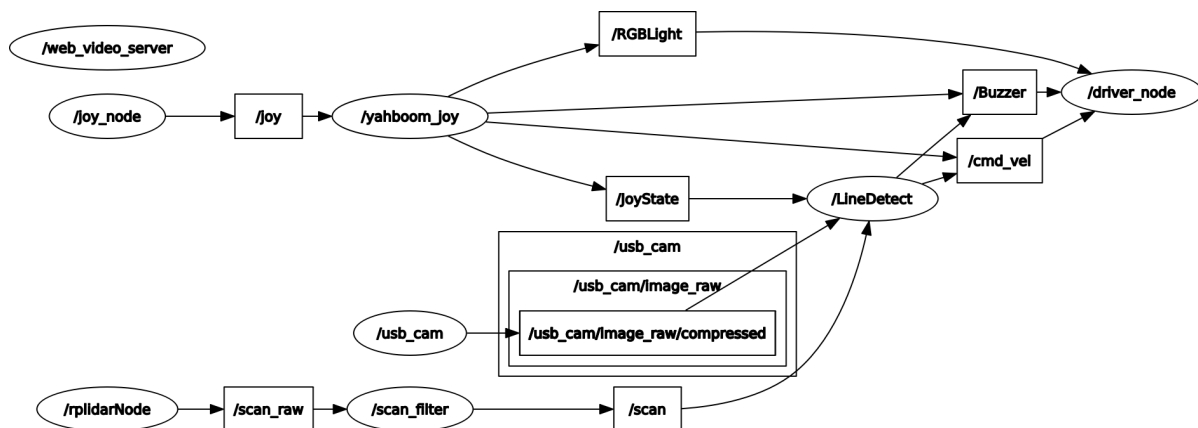 /web_video_server
/RGBLight
/joy_node
/joy
/yahboom_joy
/Buzzer
/driver_node
/cmd_vel
/JoyState
/LineDetect
/usb_cam
/usb_cam/image_raw
/usb_cam
/usb_cam/image_raw/compressed
/rplidarNode
/scan_raw
/scan_filter
/scan